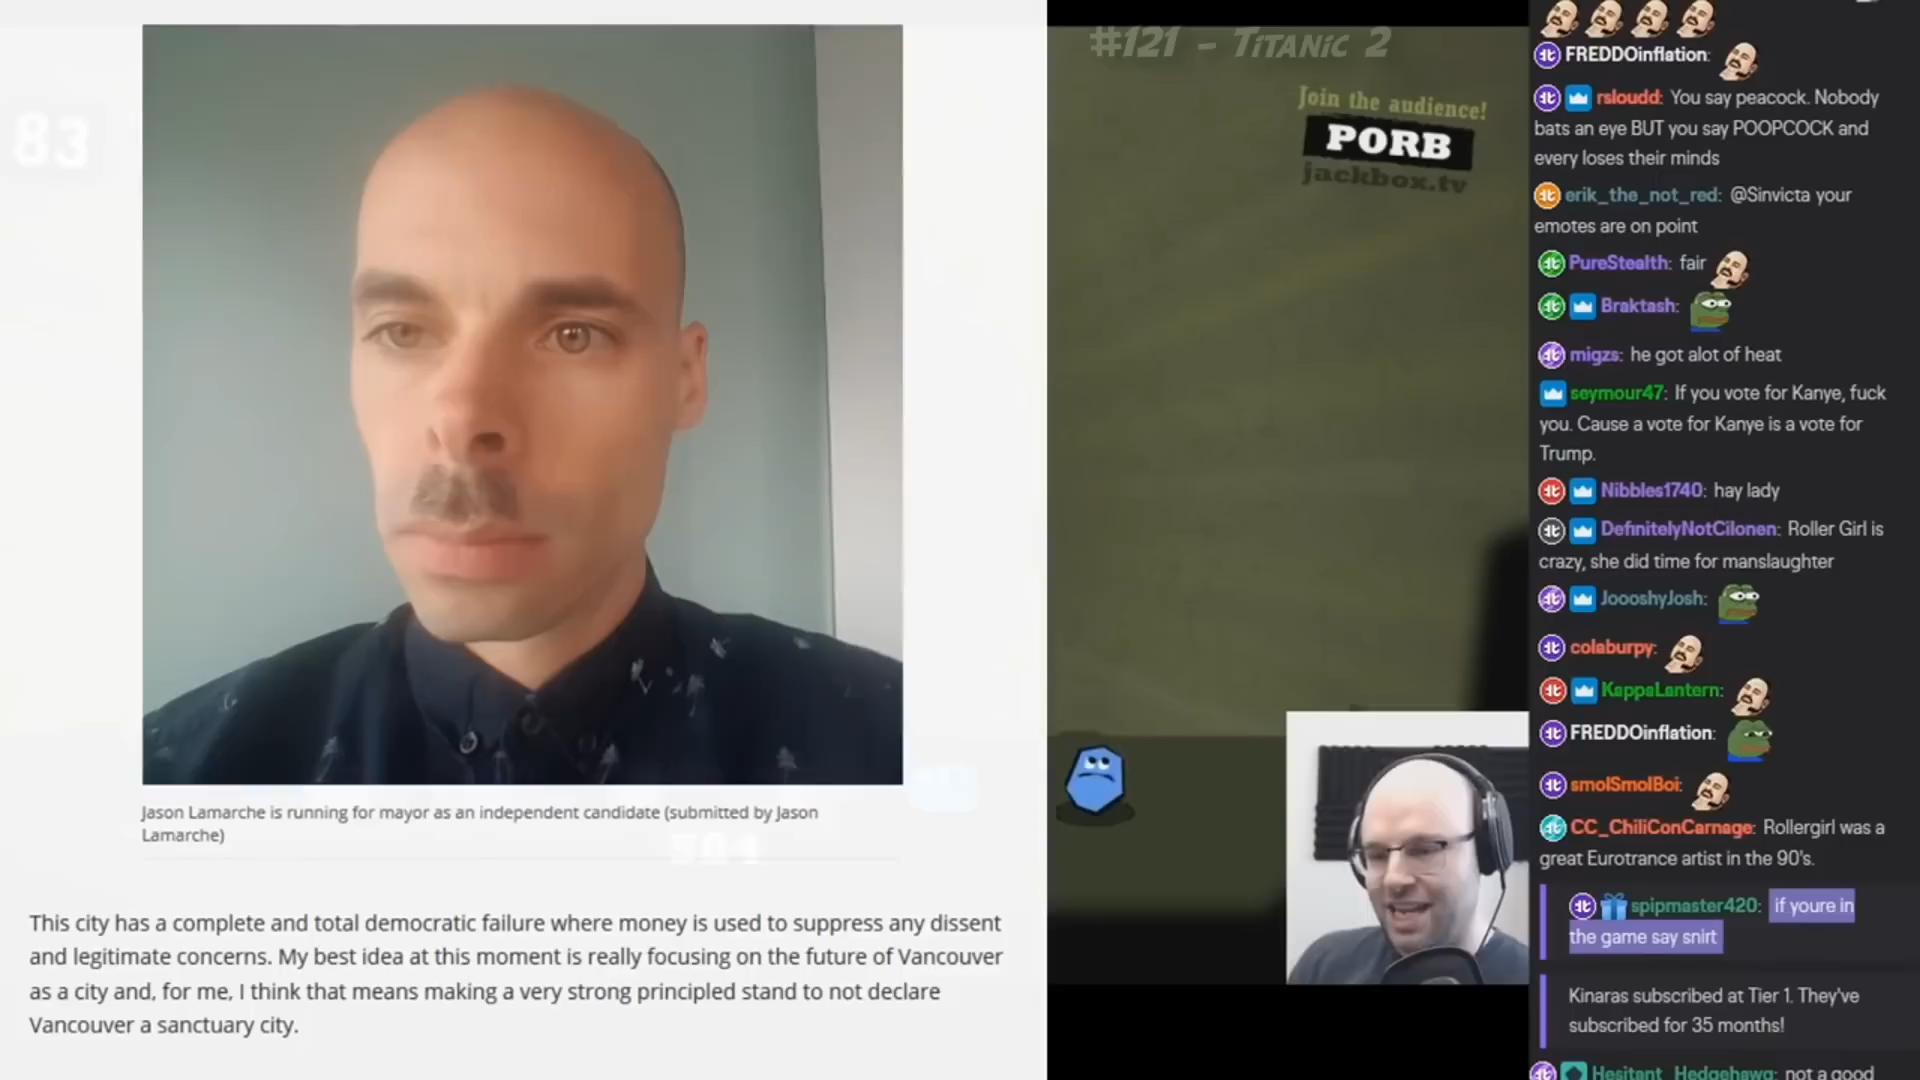 83
Jason Lamarche is running for mayor as an independent candidate (submitted by Jason
Lamarche)
This city has a complete and total democratic failure where money is used to suppress any dissent
and legitimate concerns. My best idea at this moment is really focusing on the future of Vancouver
as a city and, for me, I think that means making a very strong principled stand to not declare
Vancouver a sanctuary city.
#121 - TITANIC 2
Join the audience!
PORB
jackbox.tv
FREDDOinflation:
rsloudd: You say peacock. Nobody
bats an eye BUT you say POOPCOCK and
every loses their minds
erik_the_not_red: @Sinvicta your
emotes are on point
PureStealth: fair
Braktash:
migzs: he got alot of heat
seymour47: If you vote for Kanye, fuck
you. Cause a vote for Kanye is a vote for
Trump.
Nibbles1740: hay lady
DefinitelyNotCilonen: Roller Girl is
crazy, she did time for manslaughter
JoooshyJosh:
colaburpy:
KappaLantern:
FREDDOinflation:
smolSmolBoi:
CC_ChiliConCarnage: Rollergirl was a
great Eurotrance artist in the 90's.
spipmaster420: if youre in
the game say snirt
Kinaras subscribed at Tier 1. They've
subscribed for 35 months!
Hesitant_Hedgehawg: not a good